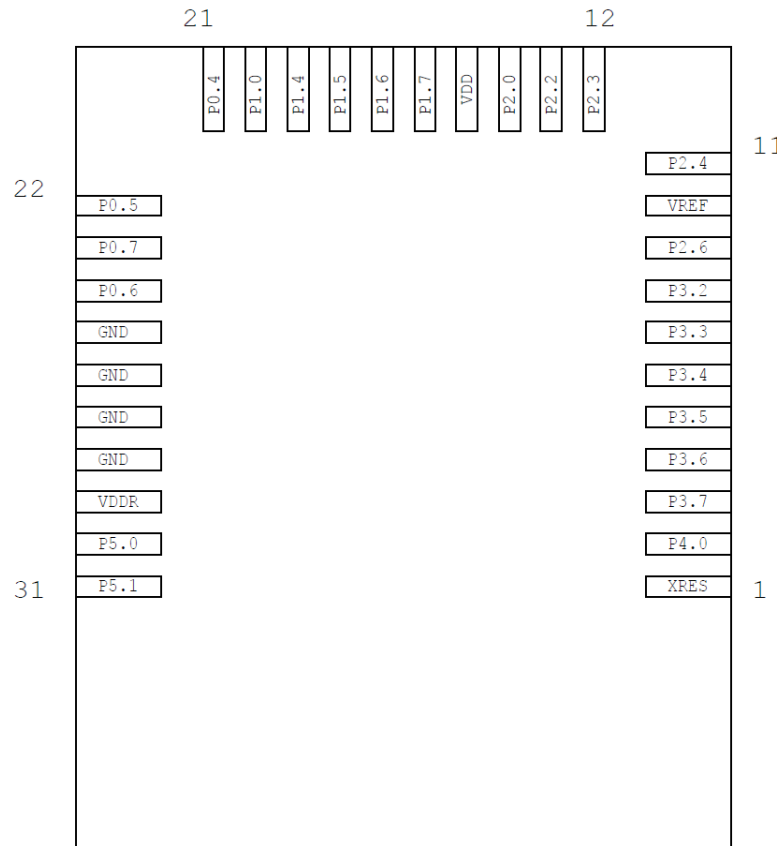 21 12
P0.4 P1.0 P1.4 P1.5 P1.6 P1.7 VDD P2.0 P2.2 P2.3
11
P2.4
22
P0.5 VREF
P0.7 P2.6
P0.6 P3.2
GND P3.3
GND P3.4
GND P3.5
GND P3.6
VDDR P3.7
P5.0 P4.0
31 P5.1 XRES 1